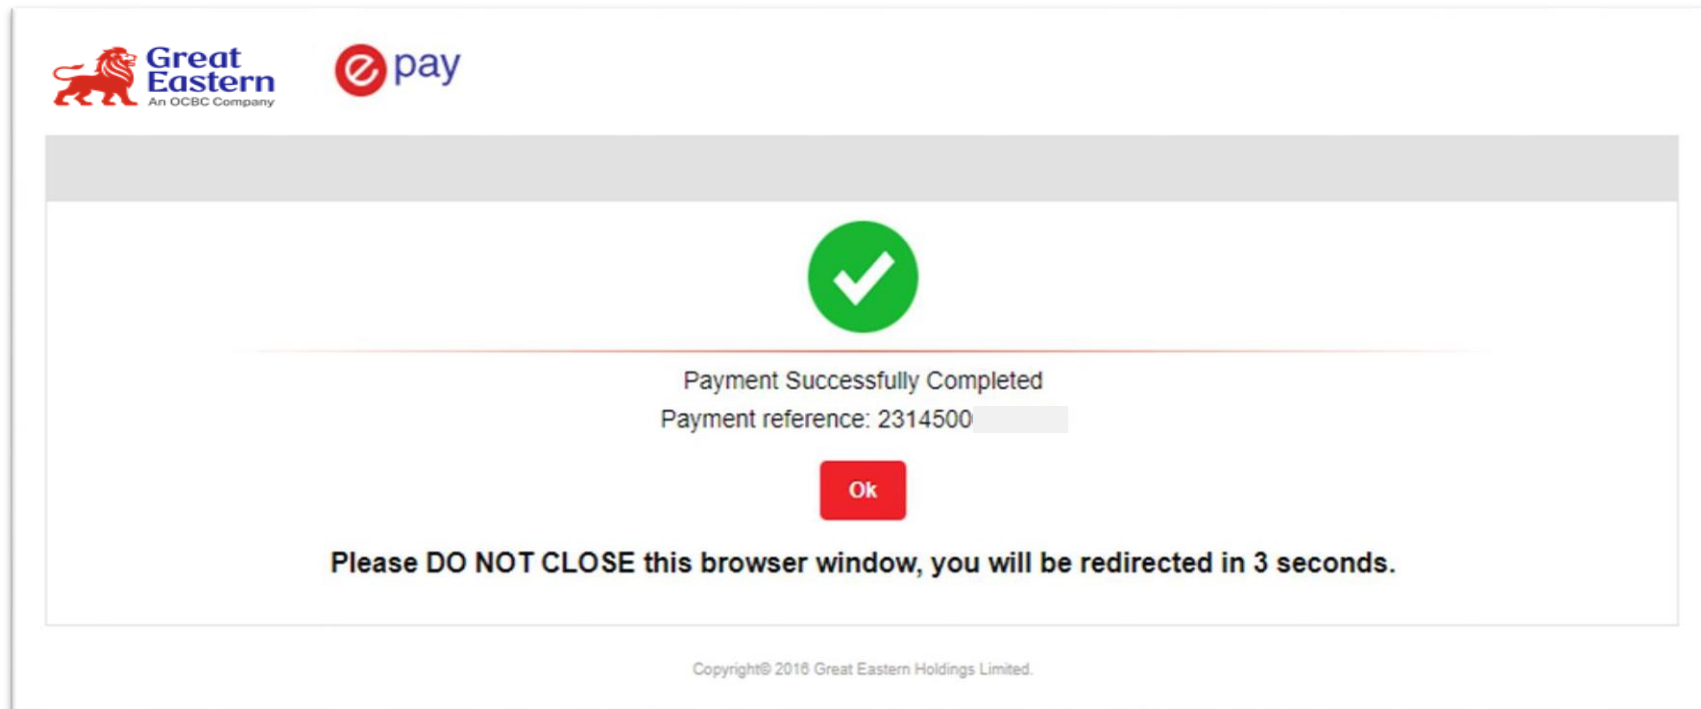 Great
Eastern
An OCBC Company
e pay
Payment Successfully Completed
Payment reference: 2314500
Ok
Please DO NOT CLOSE this browser window, you will be redirected in 3 seconds.
Copyright© 2016 Great Eastern Holdings Limited.